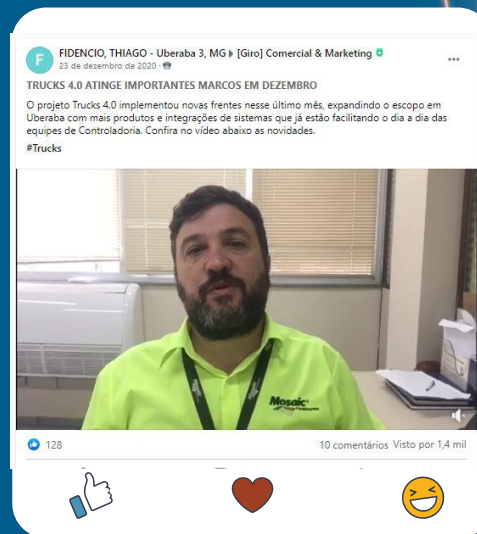 F
FIDENCIO, THIAGO - Uberaba 3, MG ▸ [Giro] Comercial & Marketing
23 de dezembro de 2020 ·
TRUCKS 4.0 ATINGE IMPORTANTES MARCOS EM DEZEMBRO
O projeto Trucks 4.0 implementou novas frentes nesse último mês, expandindo o escopo em
Uberaba com mais produtos e integrações de sistemas que já estão facilitando o dia a dia das
equipes de Controladoria. Confira no vídeo abaixo as novidades.
#Trucks
Mosaic
128
10 comentários Visto por 1,4 mil